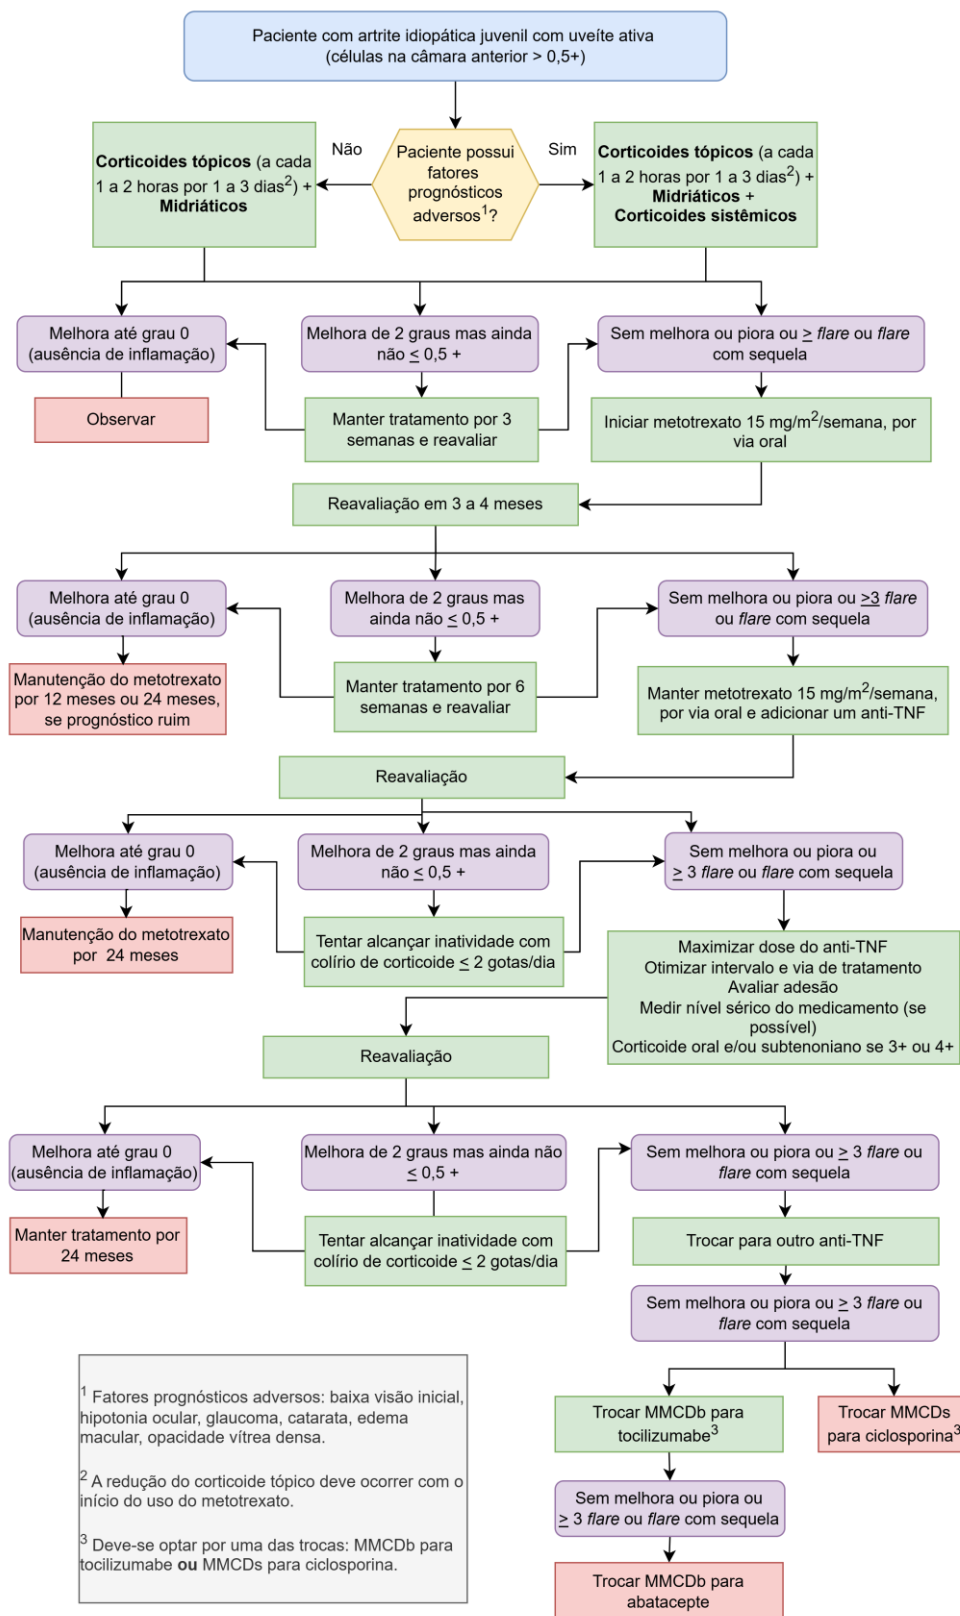 Paciente com artrite idiopática juvenil com uveíte ativa
(células na câmara anterior > 0,5+)
Corticoides tópicos (a cada
1 a 2 horas por 1 a 3 dias²) +
Midriáticos
Não
Paciente possui
fatores
prognósticos
adversos¹?
Sim
Corticoides tópicos (a cada
1 a 2 horas por 1 a 3 dias²) +
Midriáticos +
Corticoides sistêmicos
Melhora até grau 0
(ausência de inflamação)
Melhora de 2 graus mas ainda
não ≤ 0,5 +
Sem melhora ou piora ou ≥ flare ou flare
com sequela
Observar
Manter tratamento por 3
semanas e reavaliar
Iniciar metotrexato 15 mg/m²/semana, por
via oral
Reavaliação em 3 a 4 meses
Melhora até grau 0
(ausência de inflamação)
Melhora de 2 graus mas
ainda não ≤ 0,5 +
Sem melhora ou piora ou ≥3 flare
ou flare com sequela
Manutenção do metotrexato
por 12 meses ou 24 meses,
se prognóstico ruim
Manter tratamento por 6
semanas e reavaliar
Manter metotrexato 15 mg/m²/semana,
por via oral e adicionar um anti-TNF
Reavaliação
Melhora até grau 0
(ausência de inflamação)
Melhora de 2 graus mas ainda
não ≤ 0,5 +
Sem melhora ou piora ou
≥ 3 flare ou flare com sequela
Manutenção do metotrexato
por 24 meses
Tentar alcançar inatividade com
colírio de corticoide ≤ 2 gotas/dia
Maximizar dose do anti-TNF
Otimizar intervalo e via de tratamento
Avaliar adesão
Medir nível sérico do medicamento (se
possível)
Corticoide oral e/ou subtenoniano se 3+ ou 4+
Reavaliação
Melhora até grau 0
(ausência de inflamação)
Melhora de 2 graus mas ainda não
≤ 0,5 +
Sem melhora ou piora ou ≥ 3 flare ou
flare com sequela
Manter tratamento por
24 meses
Tentar alcançar inatividade com
colírio de corticoide ≤ 2 gotas/dia
Trocar para outro anti-TNF
Sem melhora ou piora ou ≥ 3 flare ou
flare com sequela
Trocar MMCDb para
tocilizumabe³
Trocar MMCDs
para ciclosporina³
Sem melhora ou piora ou
≥ 3 flare ou flare com sequela
Trocar MMCDb para
abatacepte
¹ Fatores prognósticos adversos: baixa visão inicial,
hipotonia ocular, glaucoma, catarata, edema
macular, opacidade vítrea densa.
² A redução do corticoide tópico deve ocorrer com o
início do uso do metotrexato.
³ Deve-se optar por uma das trocas: MMCDb para
tocilizumabe ou MMCDs para ciclosporina.